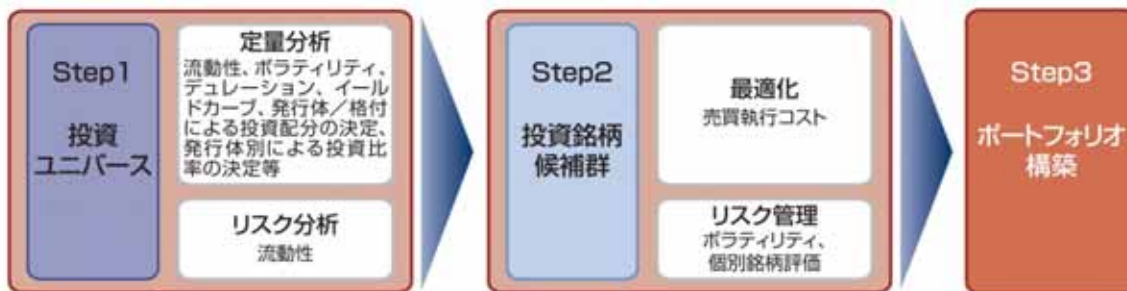 Step1
投資
ユニバース
定量分析
流動性、ボラティリティ、
デュレーション、イール
ドカーブ、発行体／格付
による投資配分の決定、
発行体別による投資比
率の決定等
リスク分析
流動性
Step2
投資銘柄
候補群
最適化
売買執行コスト
リスク管理
ボラティリティ、
個別銘柄評価
Step3
ポートフォリオ
構築